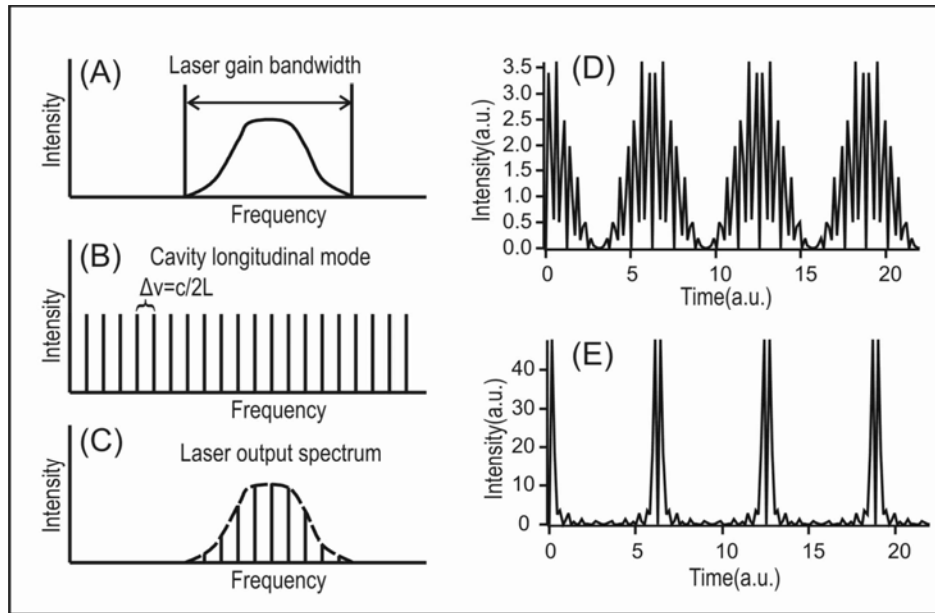 (A)
Laser gain bandwidth
Intensity
Frequency
(B)
Cavity longitudinal mode
Δv=c/2L
Intensity
Frequency
(C)
Laser output spectrum
Intensity
Frequency
(D)
Intensity(a.u.)
3.5
3.0
2.5
2.0
1.5
1.0
0.5
0.0
0 5 10 15 20
Time(a.u.)
(E)
Intensity(a.u.)
40
30
20
10
0
0 5 10 15 20
Time(a.u.)